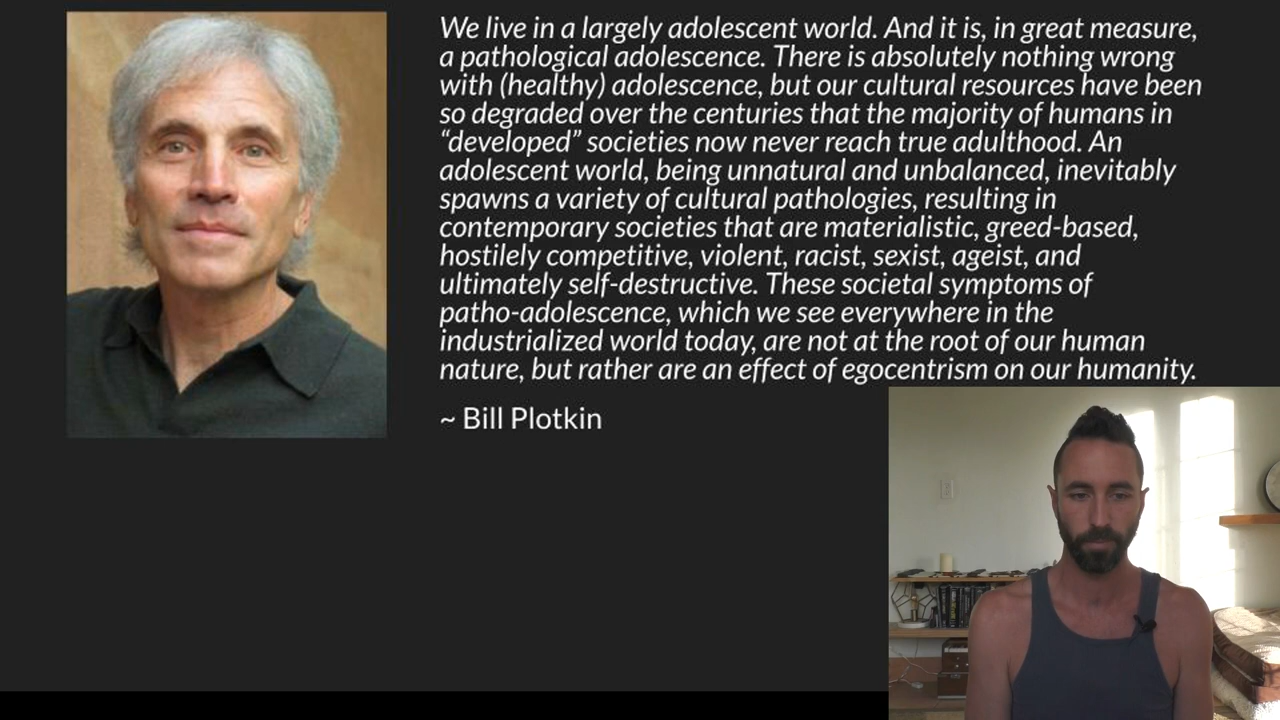 We live in a largely adolescent world. And it is, in great measure,
a pathological adolescence. There is absolutely nothing wrong
with (healthy) adolescence, but our cultural resources have been
so degraded over the centuries that the majority of humans in
“developed” societies now never reach true adulthood. An
adolescent world, being unnatural and unbalanced, inevitably
spawns a variety of cultural pathologies, resulting in
contemporary societies that are materialistic, greed-based,
hostilely competitive, violent, racist, sexist, ageist, and
ultimately self-destructive. These societal symptoms of
patho-adolescence, which we see everywhere in the
industrialized world today, are not at the root of our human
nature, but rather are an effect of egocentrism on our humanity.
~ Bill Plotkin